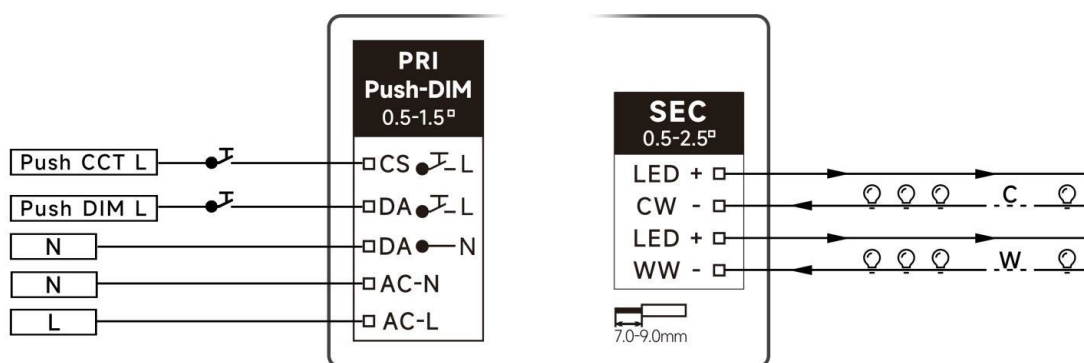 PRI
Push-DIM
0.5-1.5▫
Push CCT L
CS L
Push DIM L
DA L
N
DA N
N
AC-N
L
AC-L
SEC
0.5-2.5▫
LED +
CW -
C
LED +
WW -
W
7.0-9.0mm